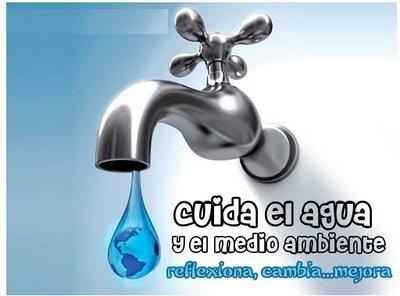 cuida el agua
y el medio ambiente
reflexiona, cambia...mejora